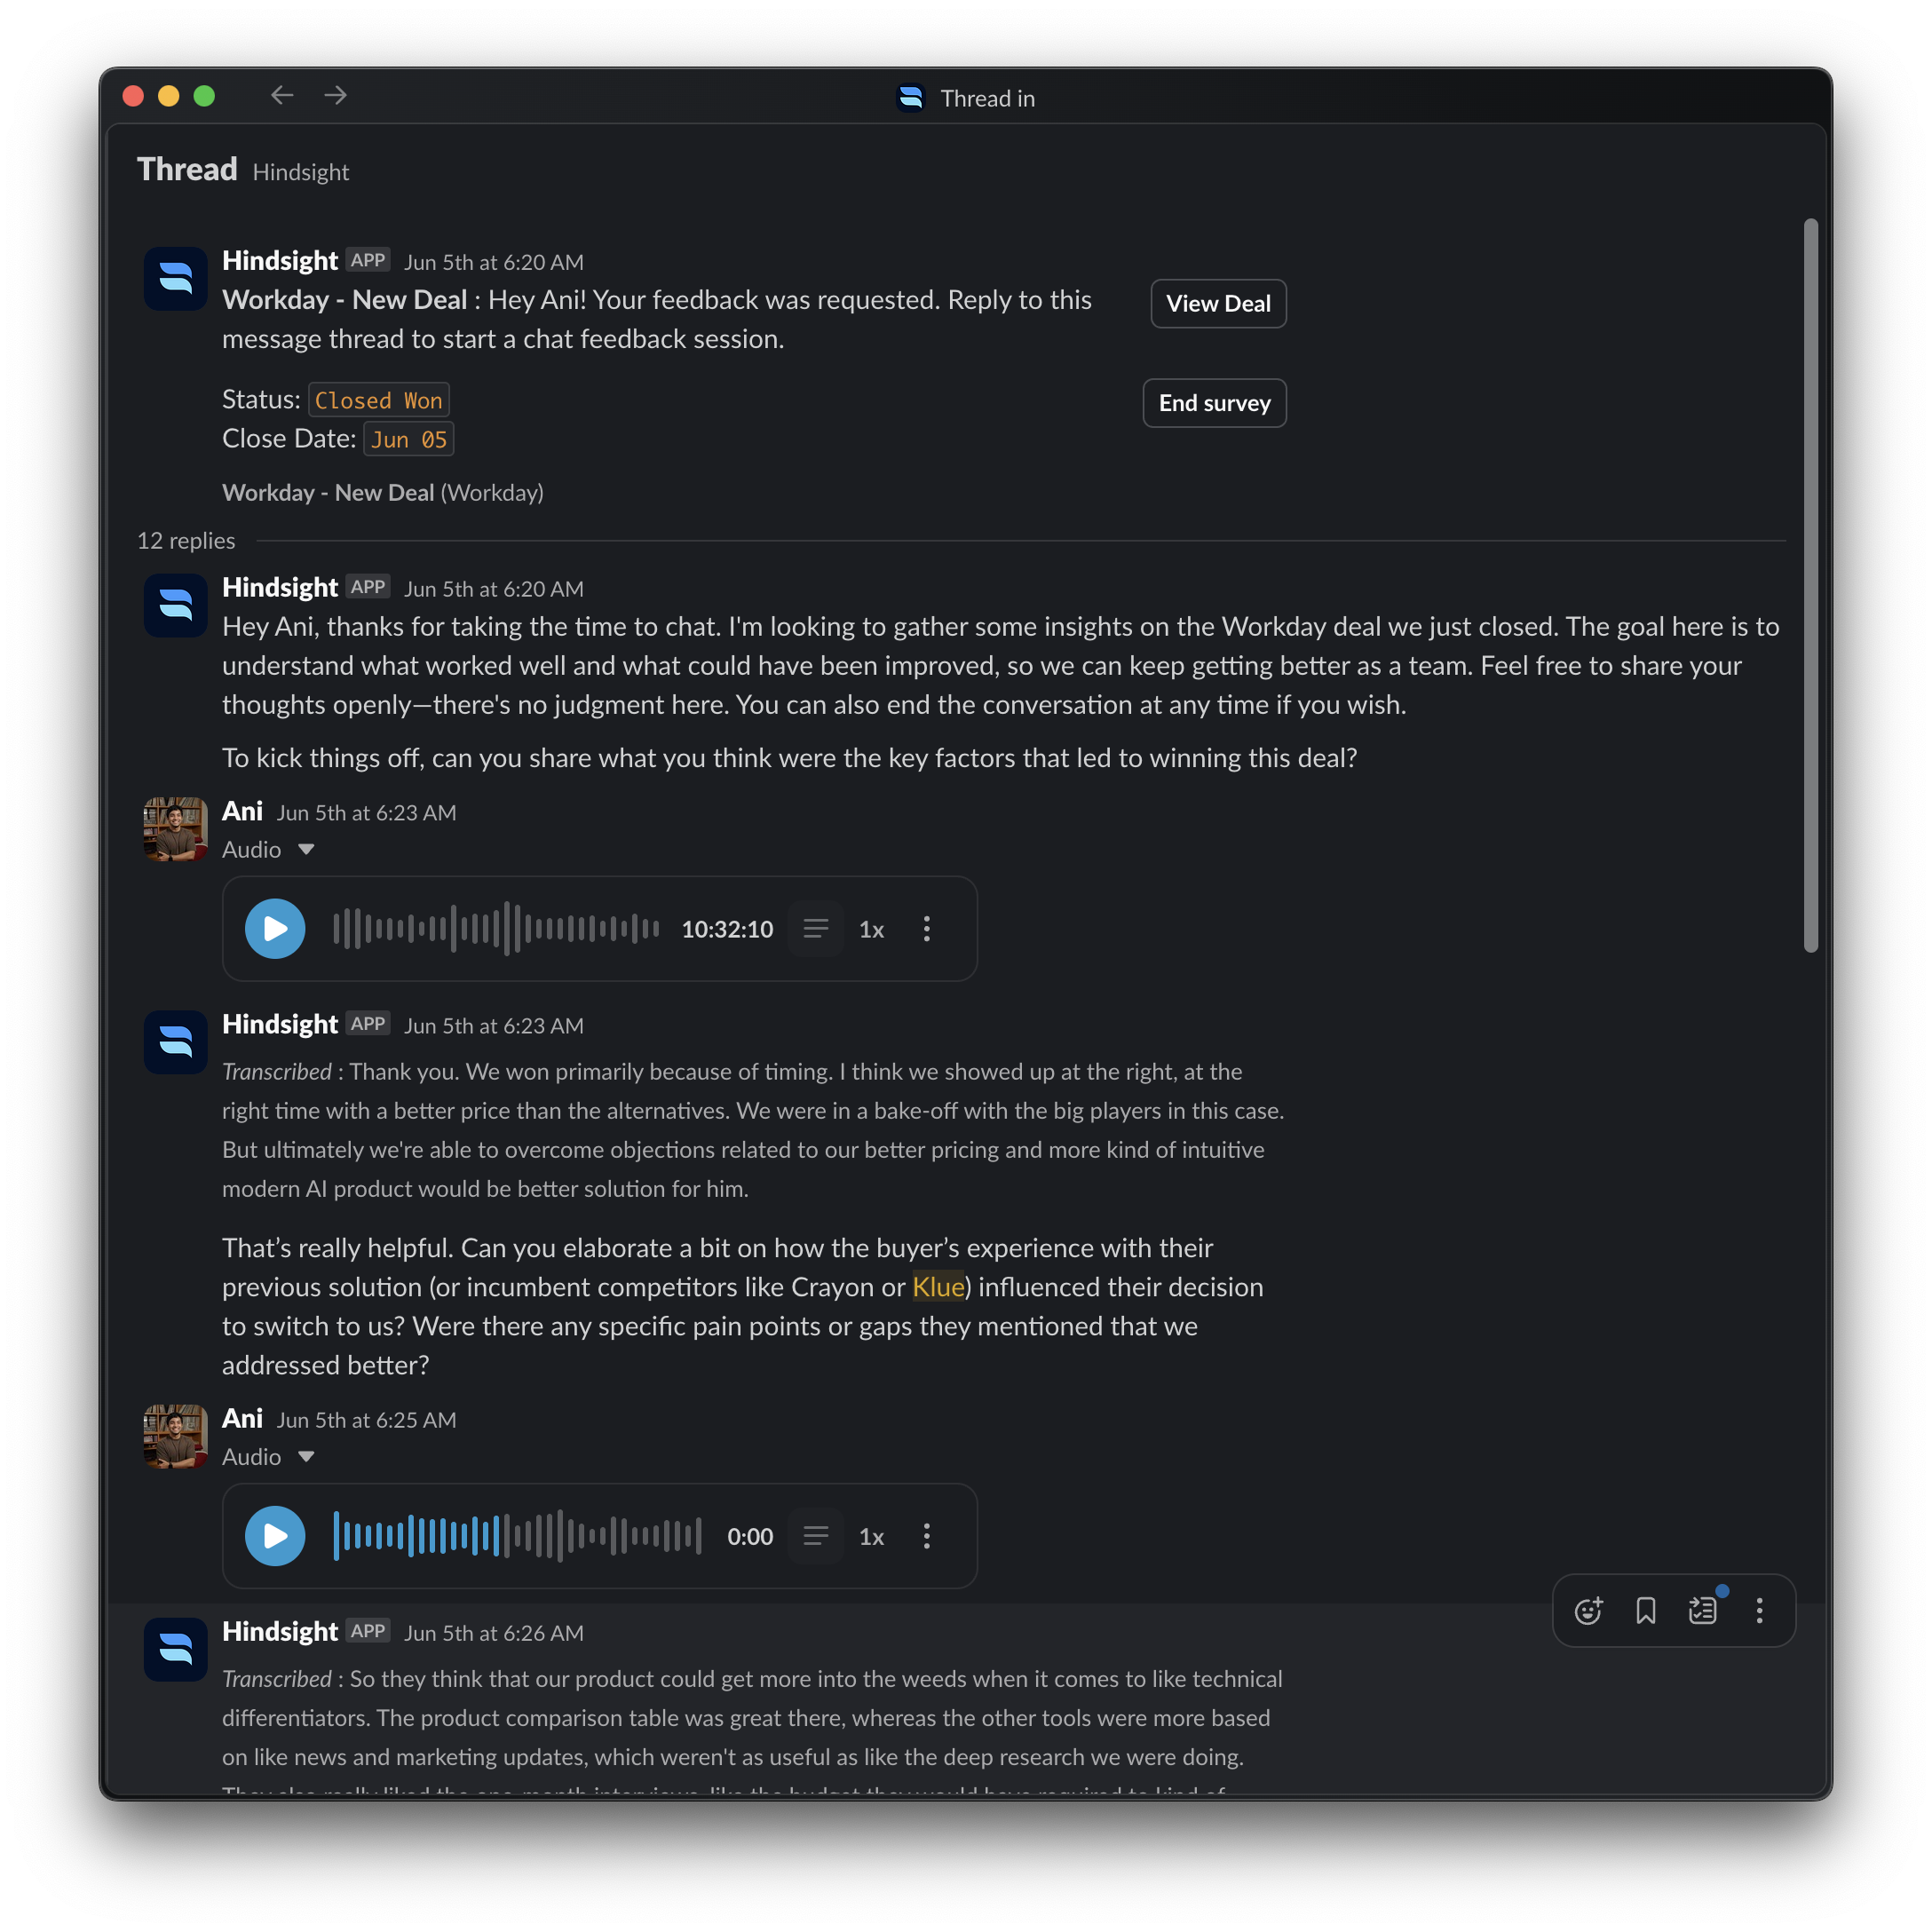 Thread in
Thread Hindsight
Hindsight APP Jun 5th at 6:20 AM
Workday - New Deal : Hey Ani! Your feedback was requested. Reply to this
message thread to start a chat feedback session.
View Deal
Status: Closed Won
End survey
Close Date: Jun 05
Workday - New Deal (Workday)
12 replies
Hindsight APP Jun 5th at 6:20 AM
Hey Ani, thanks for taking the time to chat. I'm looking to gather some insights on the Workday deal we just closed. The goal here is to
understand what worked well and what could have been improved, so we can keep getting better as a team. Feel free to share your
thoughts openly—there's no judgment here. You can also end the conversation at any time if you wish.
To kick things off, can you share what you think were the key factors that led to winning this deal?
Ani Jun 5th at 6:23 AM
Audio
10:32:10 1x
Hindsight APP Jun 5th at 6:23 AM
Transcribed : Thank you. We won primarily because of timing. I think we showed up at the right, at the
right time with a better price than the alternatives. We were in a bake-off with the big players in this case.
But ultimately we're able to overcome objections related to our better pricing and more kind of intuitive
modern AI product would be better solution for him.
That’s really helpful. Can you elaborate a bit on how the buyer’s experience with their
previous solution (or incumbent competitors like Crayon or Klue) influenced their decision
to switch to us? Were there any specific pain points or gaps they mentioned that we
addressed better?
Ani Jun 5th at 6:25 AM
Audio
0:00 1x
Hindsight APP Jun 5th at 6:26 AM
Transcribed : So they think that our product could get more into the weeds when it comes to like technical
differentiators. The product comparison table was great there, whereas the other tools were more based
on like news and marketing updates, which weren't as useful as like the deep research we were doing.
They also really liked the one-month interviews, like the budget they would have required to kind of